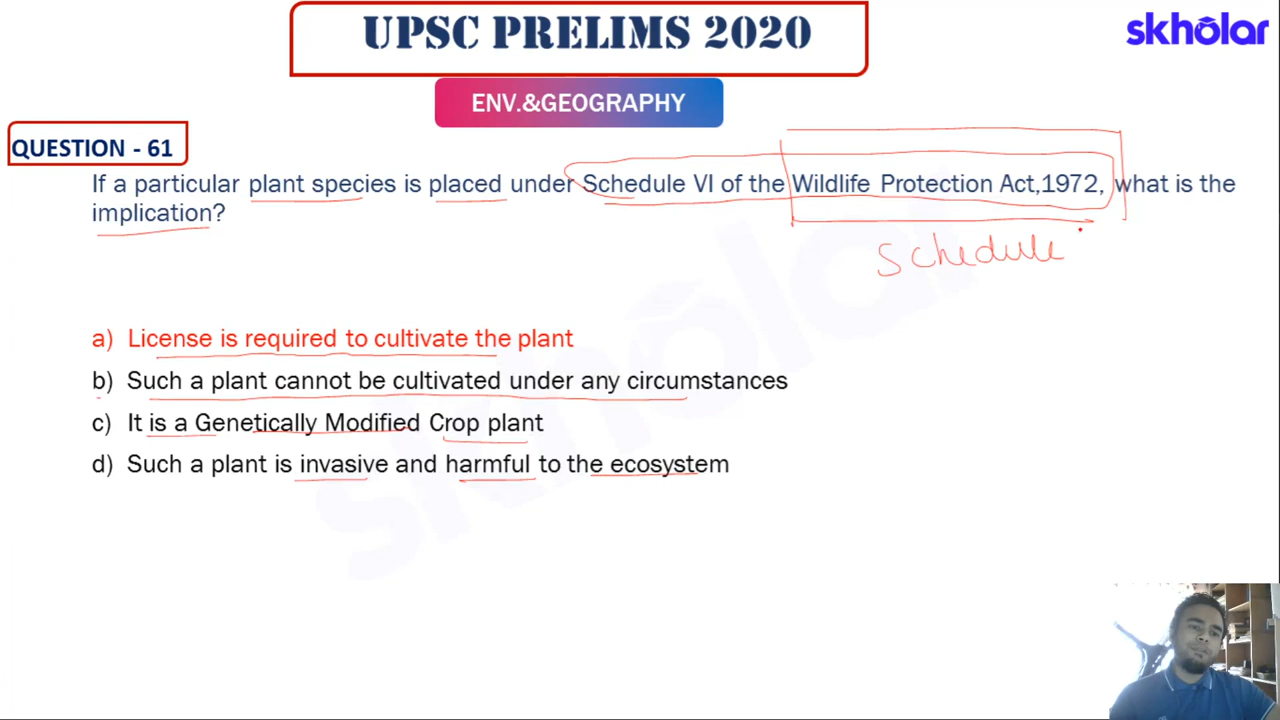 UPSC PRELIMS 2020
skholar
ENV.&GEOGRAPHY
QUESTION - 61
If a particular plant species is placed under Schedule VI of the Wildlife Protection Act,1972, what is the
implication?
Schedule
a) License is required to cultivate the plant
b) Such a plant cannot be cultivated under any circumstances
c) It is a Genetically Modified Crop plant
d) Such a plant is invasive and harmful to the ecosystem
skholar